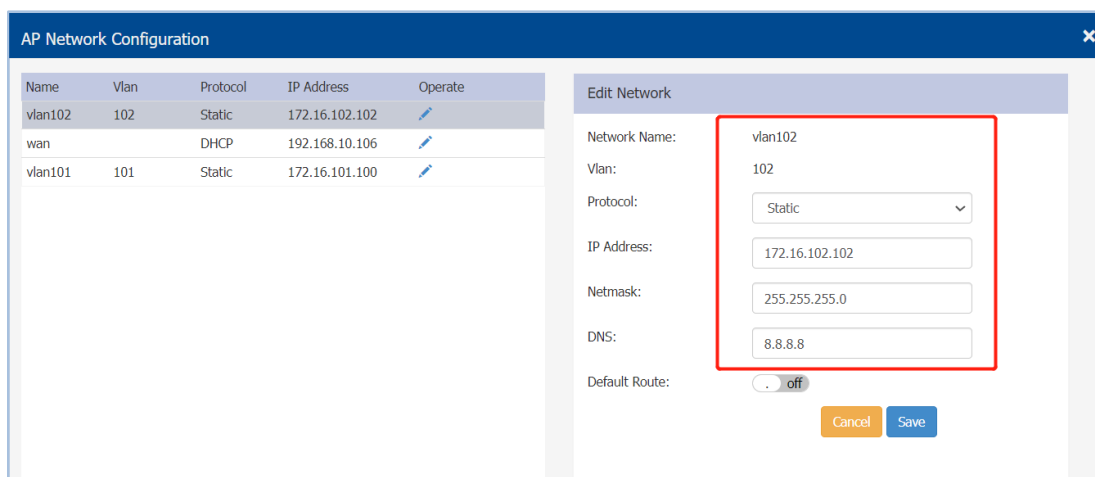 AP Network Configuration
Name Vlan Protocol IP Address Operate
vlan102 102 Static 172.16.102.102
wan DHCP 192.168.10.106
vlan101 101 Static 172.16.101.100
Edit Network
Network Name: vlan102
Vlan: 102
Protocol: Static
IP Address: 172.16.102.102
Netmask: 255.255.255.0
DNS: 8.8.8.8
Default Route: . off
Cancel Save